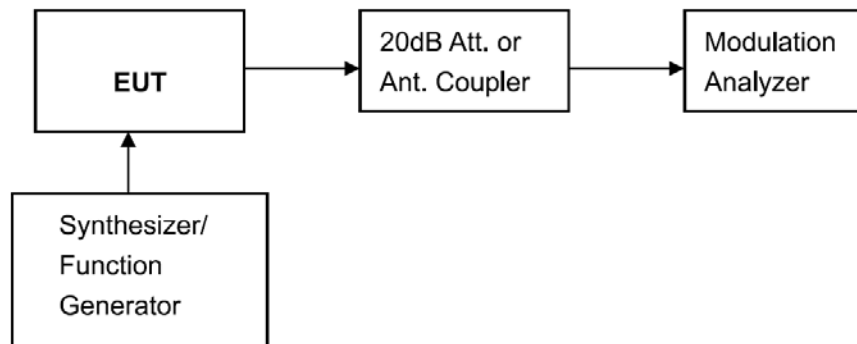 EUT
20dB Att. or
Ant. Coupler
Modulation
Analyzer
Synthesizer/
Function
Generator